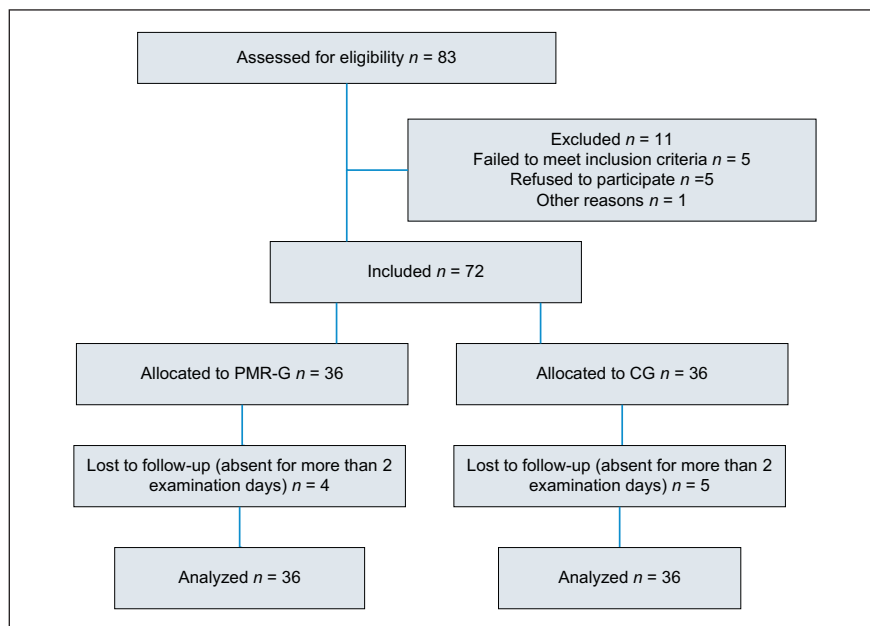 Assessed for eligibility n = 83
Excluded n = 11
Failed to meet inclusion criteria n = 5
Refused to participate n =5
Other reasons n = 1
Included n = 72
Allocated to PMR-G n = 36
Allocated to CG n = 36
Lost to follow-up (absent for more than 2
examination days) n = 4
Lost to follow-up (absent for more than 2
examination days) n = 5
Analyzed n = 36
Analyzed n = 36